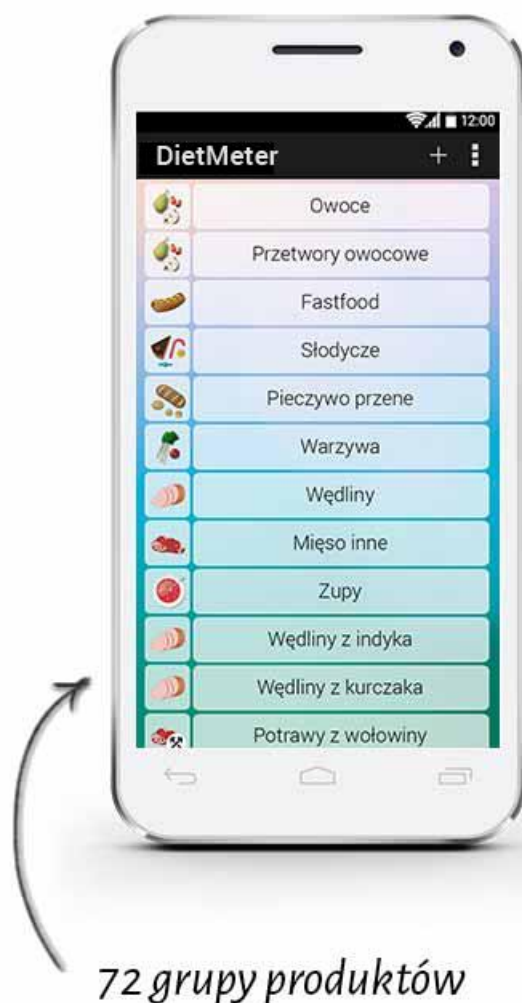 12:00
DietMeter
Owoce
Przetwory owocowe
Fastfood
Słodycze
Pieczywo przene
Warzywa
Wędliny
Mięso inne
Zupy
Wędliny z indyka
Wędliny z kurczaka
Potrawy z wołowiny
72 grupy produktów